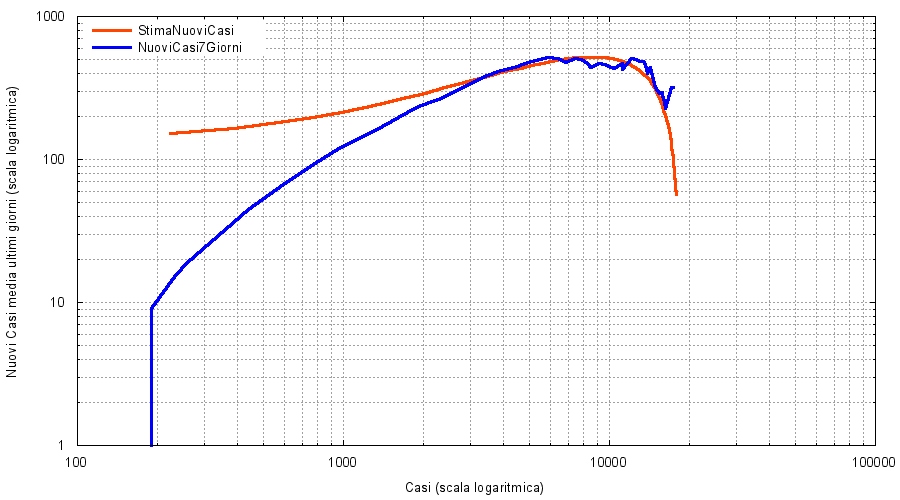 1000
StimaNuoviCasi
NuoviCasi7Giorni
100
10
1
100
1000
10000
100000
Nuovi Casi media ultimi giorni (scala logaritmica)
Casi (scala logaritmica)